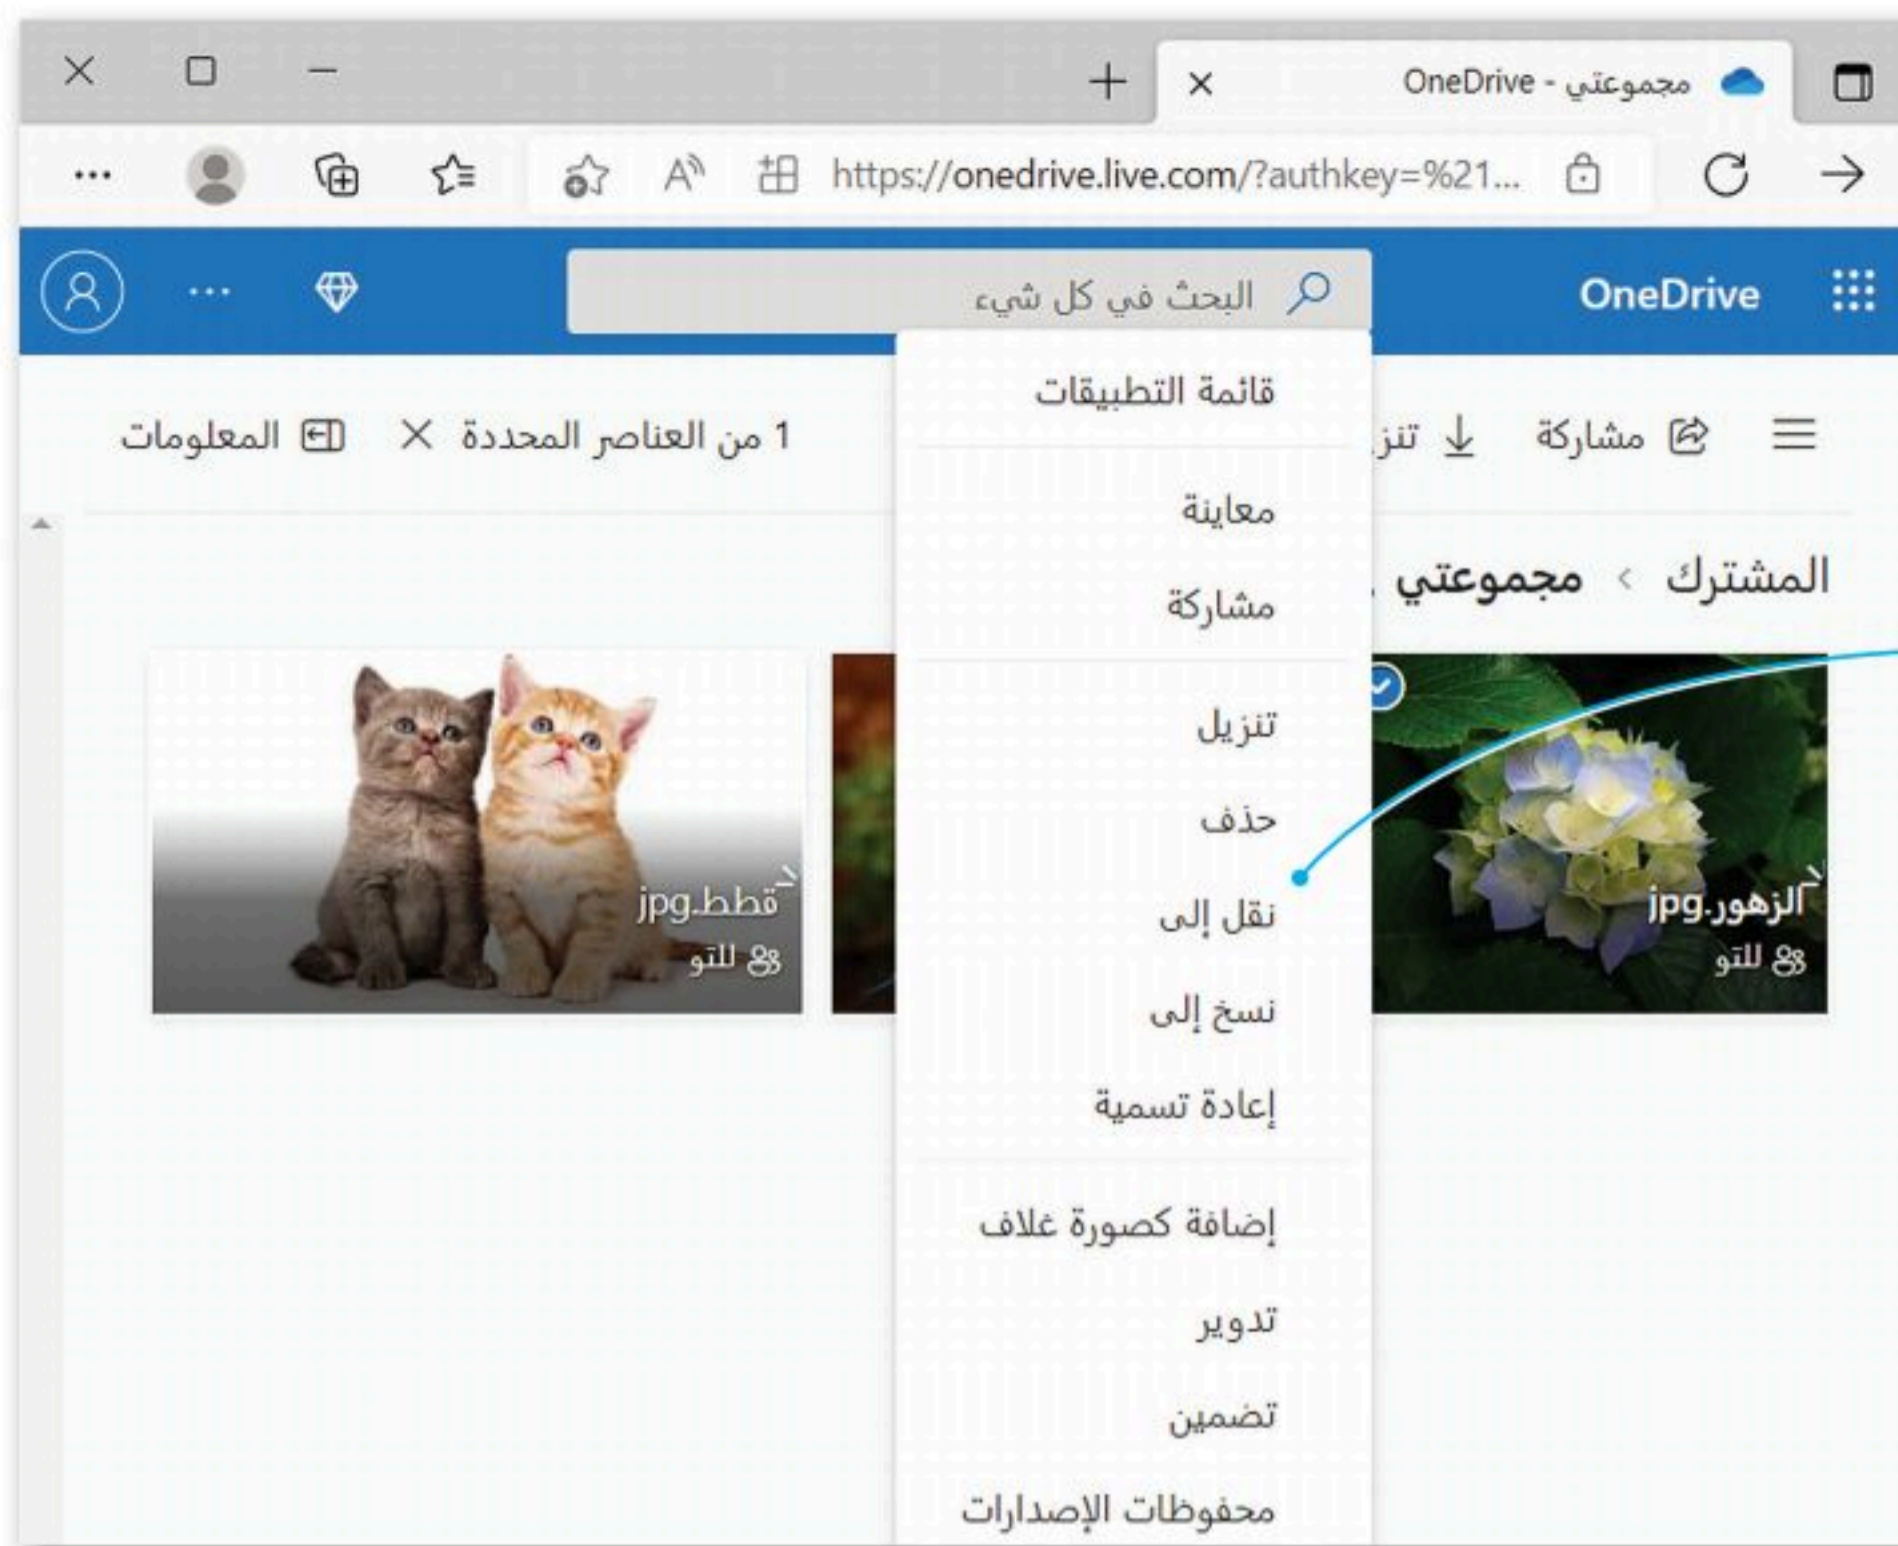 مجموعتي - OneDrive
https://onedrive.live.com/?authkey=%21...
OneDrive
البحث في كل شيء
قائمة التطبيقات
معاينة
مشاركة
تنزيل
حذف
نقل إلى
نسخ إلى
إعادة تسمية
إضافة كصورة غلاف
تدوير
تضمين
محفوظات الإصدارات
مشاركة
تنز
1 من العناصر المحددة
المعلومات
المشترك > مجموعتي
الزهور.jpg
للتو
قطط.jpg
للتو